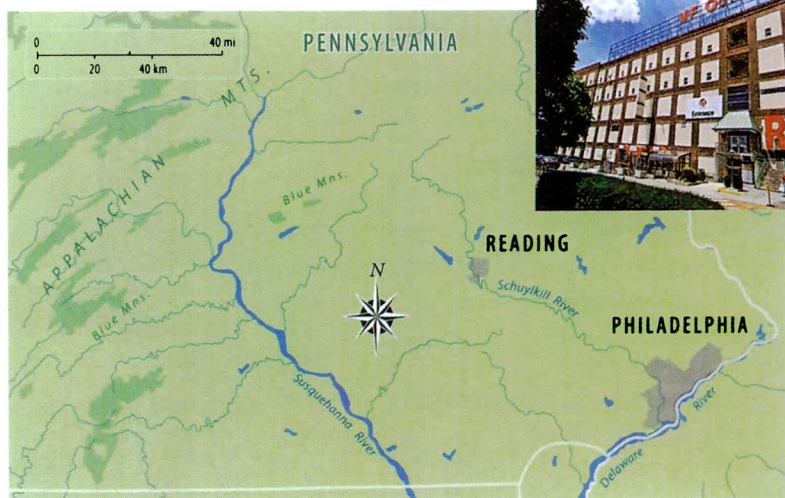 0 40 mi
0 20 40 km
PENNSYLVANIA
APPALACHIAN MTS.
Blue Mns.
READING
N
Schuylkill River
Blue Mns.
PHILADELPHIA
Susquehanna River
Delaware River
Entrance